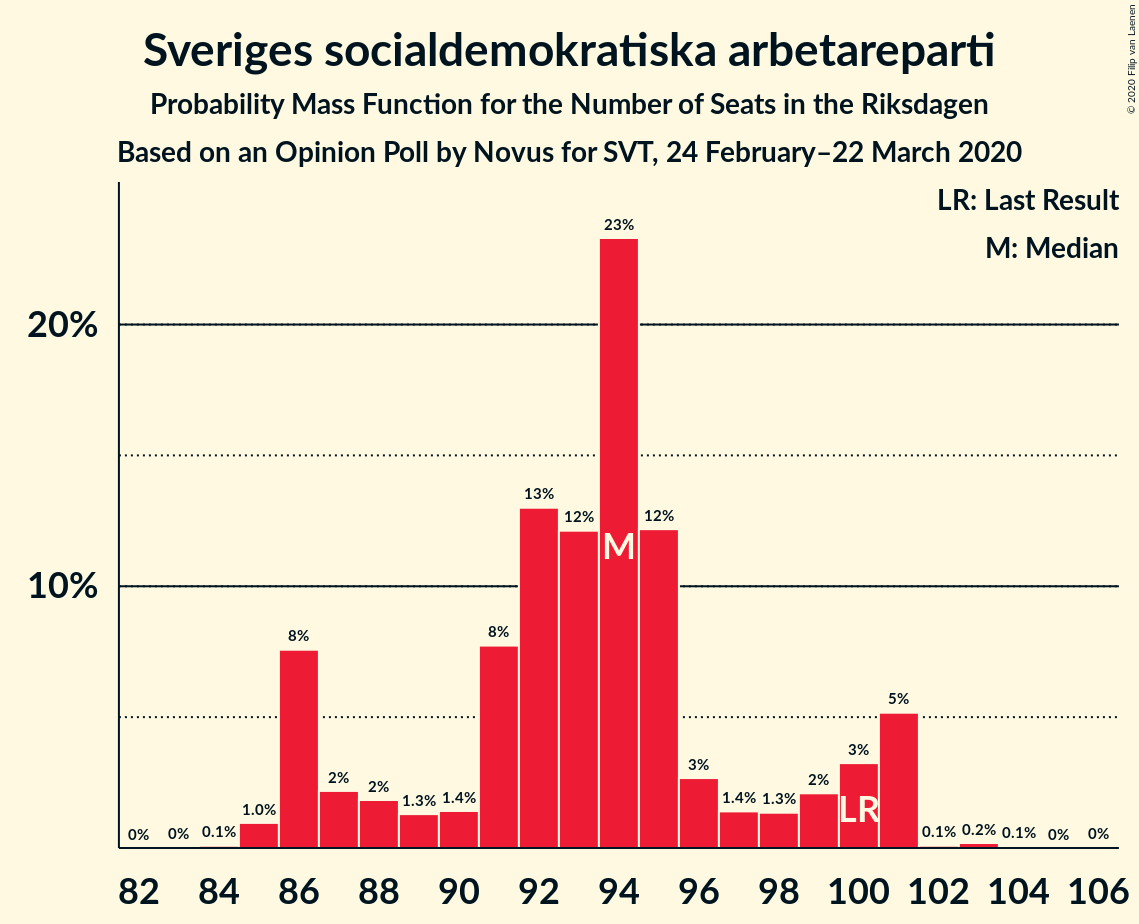 Sveriges socialdemokratiska arbetareparti
Probability Mass Function for the Number of Seats in the Riksdagen
Based on an Opinion Poll by Novus for SVT, 24 February–22 March 2020
© 2020 Filip van Laenen
LR: Last Result
M: Median
20%
10%
0% 0% 0.1% 1.0% 8% 2% 2% 1.3% 1.4% 8% 13% 12% 23% 12% 3% 1.4% 1.3% 2% 3% 5% 0.1% 0.2% 0.1% 0% 0%
M
LR
82 84 86 88 90 92 94 96 98 100 102 104 106